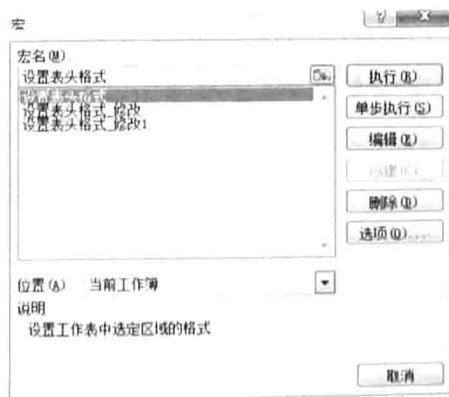 宏
宏名(M)
设置表头格式
设置表头格式
设置表头格式_修改
设置表头格式_修改1
执行(R)
单步执行(S)
编辑(E)
创建(C)
删除(D)
选项(O)...
位置(A) 当前工作簿
说明
设置工作表中选定区域的格式
取消